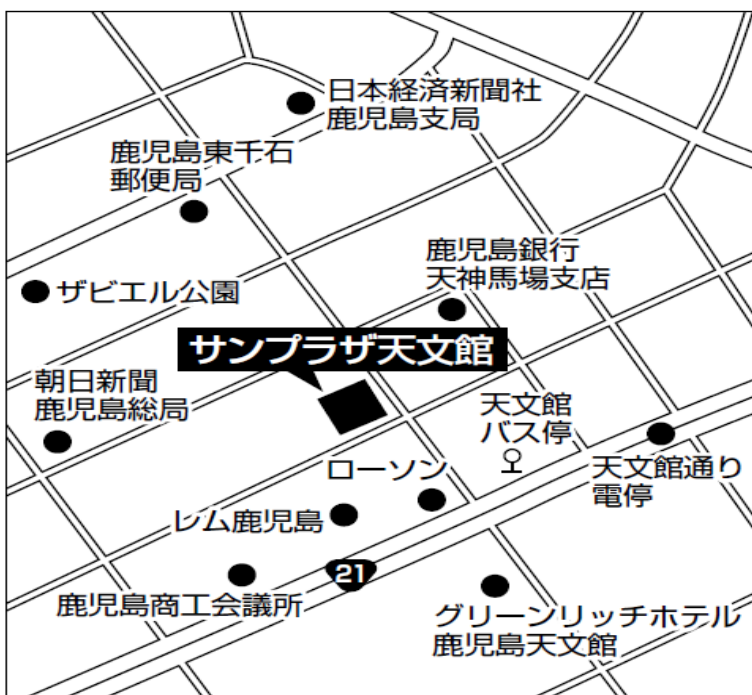 日本経済新聞社
鹿児島支局
鹿児島東千石
郵便局
鹿児島銀行
天神馬場支店
ザビエル公園
サンプラザ天文館
朝日新聞
鹿児島総局
天文館
バス停
ローソン
天文館通り
電停
レム鹿児島
21
鹿児島商工会議所
グリーンリッチホテル
鹿児島天文館